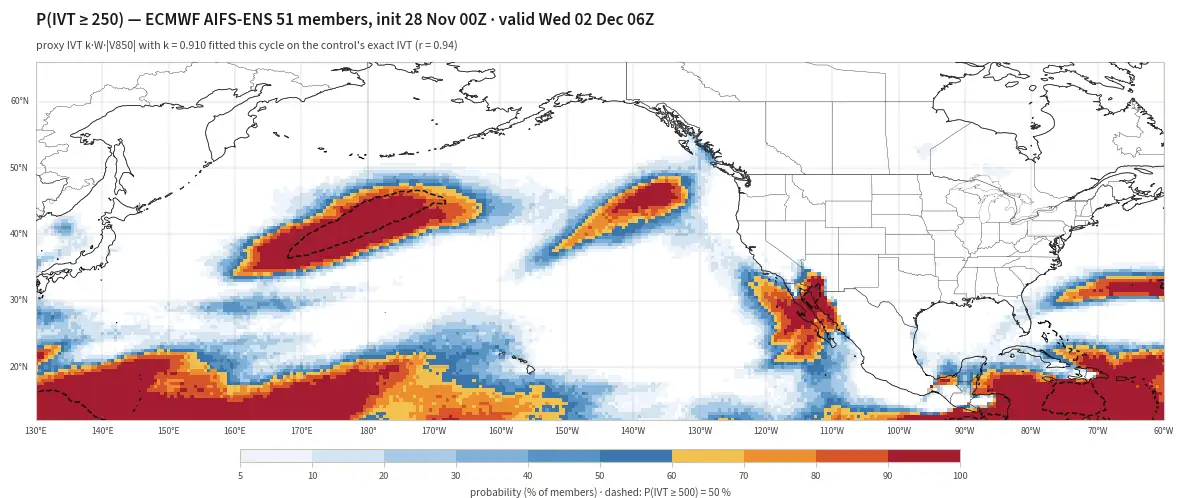 P(IVT ≥ 250) — ECMWF AIFS-ENS 51 members, init 28 Nov 00Z · valid Wed 02 Dec 06Z
proxy IVT k·W·|V850| with k = 0.910 fitted this cycle on the control's exact IVT (r = 0.94)
60°N
50°N
40°N
30°N
20°N
130°E 140°E 150°E 160°E 170°E 180° 170°W 160°W 150°W 140°W 130°W 120°W 110°W 100°W 90°W 80°W 70°W 60°W
5 10 20 30 40 50 60 70 80 90 100
probability (% of members) · dashed: P(IVT ≥ 500) = 50 %